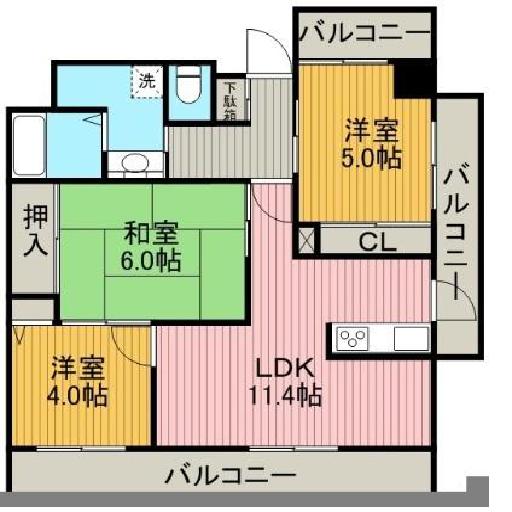 バルコニー
洗
下駄箱
洋室
5.0帖
バルコニー
押入
和室
6.0帖
CL
洋室
4.0帖
LDK
11.4帖
バルコニー